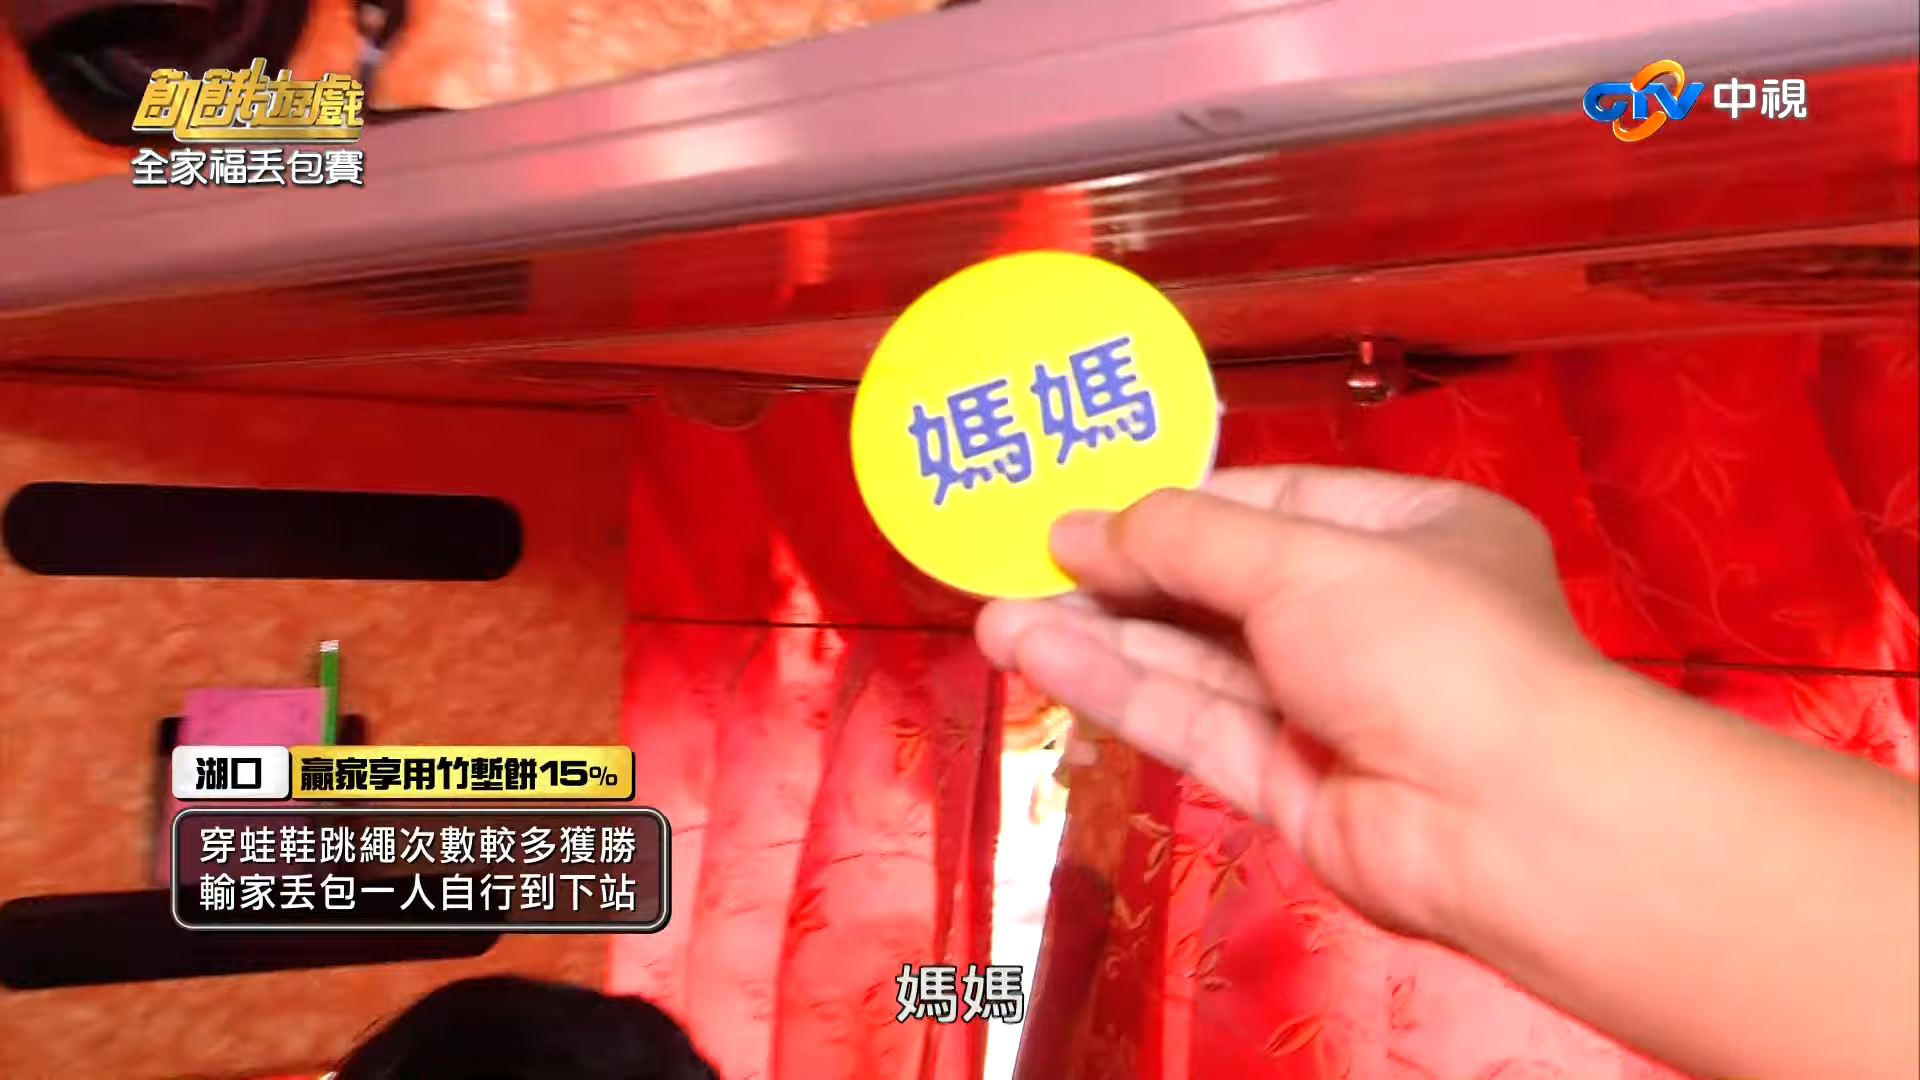 飢餓遊戲
全家福丟包賽
CTV 中視
媽媽
湖口 贏家享用竹塹餅15%
穿蛙鞋跳繩次數較多獲勝
輸家丟包一人自行到下站
媽媽